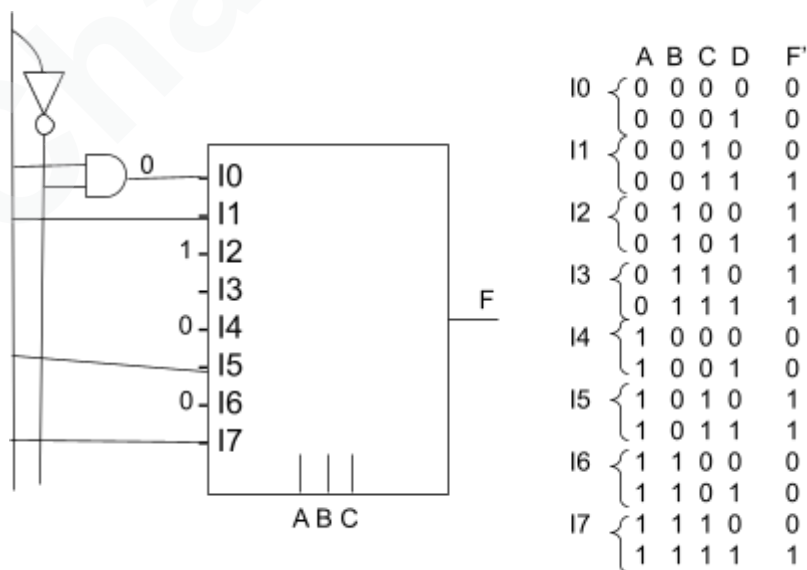 0
I0
I1
1
I2
I3
0
I4
I5
0
I6
I7
F
A B C
A B C D F'
I0 0 0 0 0 0
0 0 0 1 0
I1 0 0 1 0 0
0 0 1 1 1
I2 0 1 0 0 1
0 1 0 1 1
I3 0 1 1 0 1
0 1 1 1 1
I4 1 0 0 0 0
1 0 0 1 0
I5 1 0 1 0 1
1 0 1 1 1
I6 1 1 0 0 0
1 1 0 1 0
I7 1 1 1 0 0
1 1 1 1 1